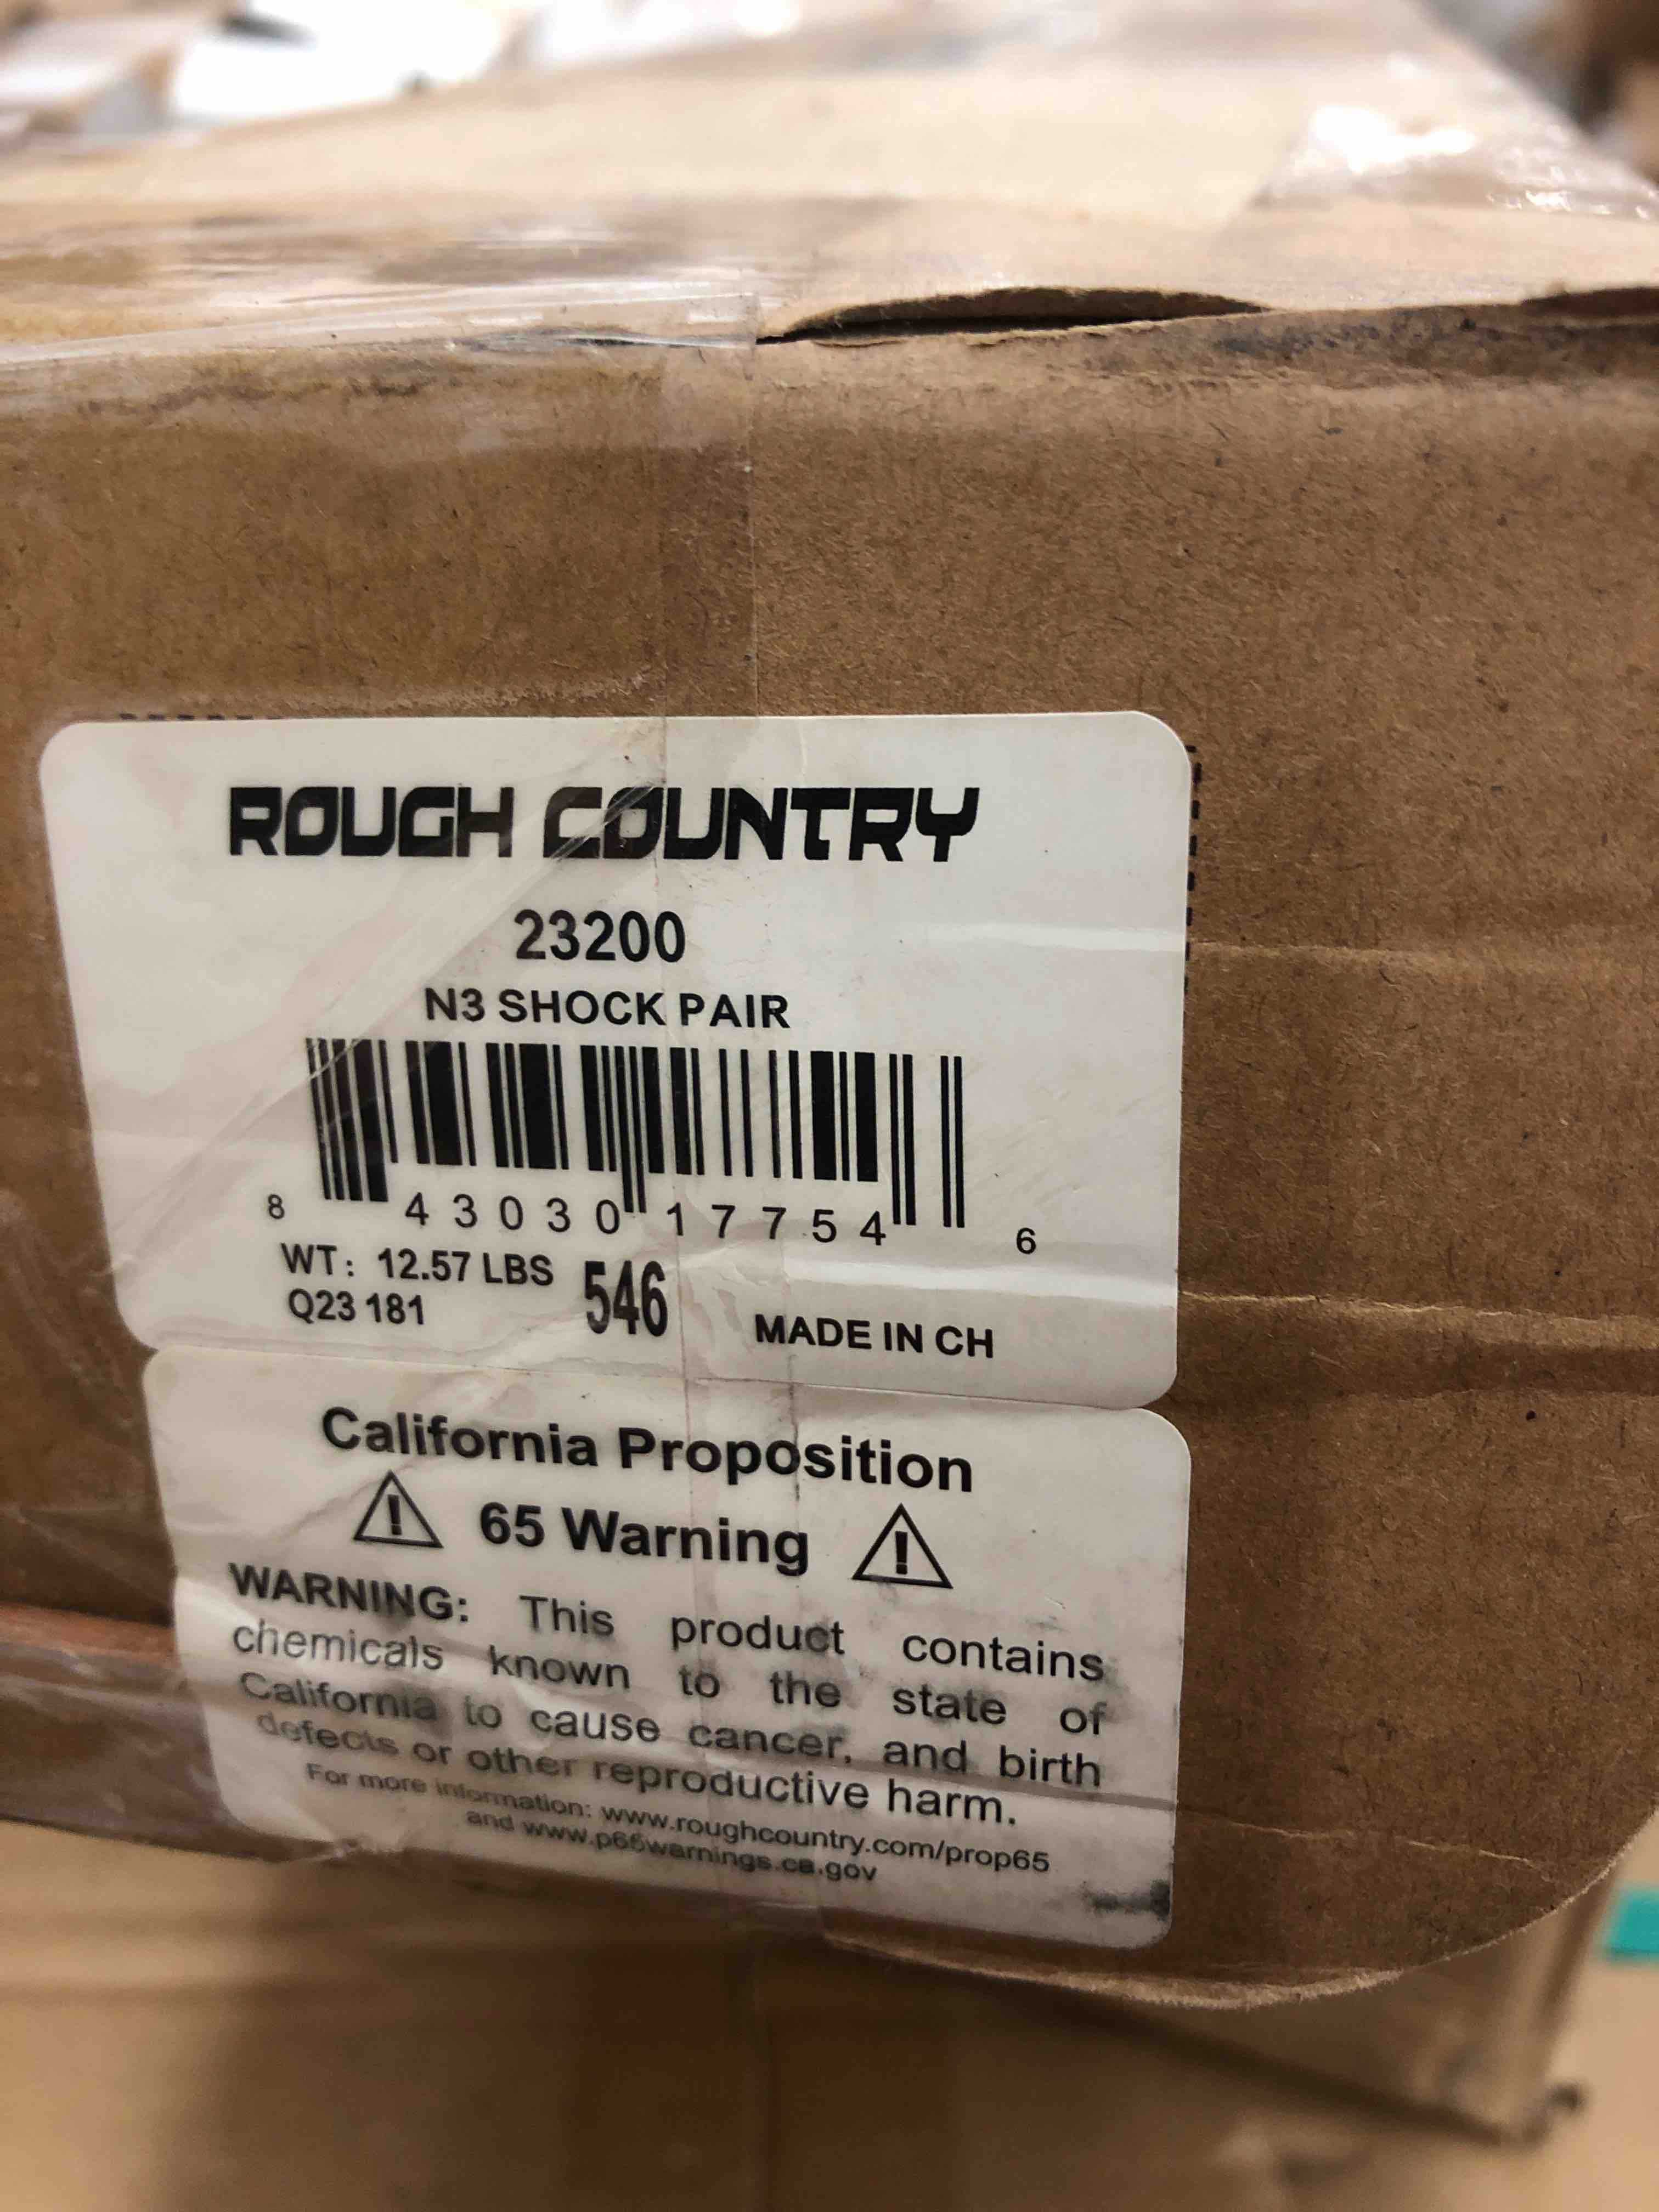 ROUGH COUNTRY
23200
N3 SHOCK PAIR
8 43030 17754 6
WT: 12.57 LBS
Q23 181
546
MADE IN CH
California Proposition
65 Warning
WARNING: This product contains
chemicals known to the state of
California to cause cancer, and birth
defects or other reproductive harm.
For more information: www.roughcountry.com/prop65
and www.p65warnings.ca.gov